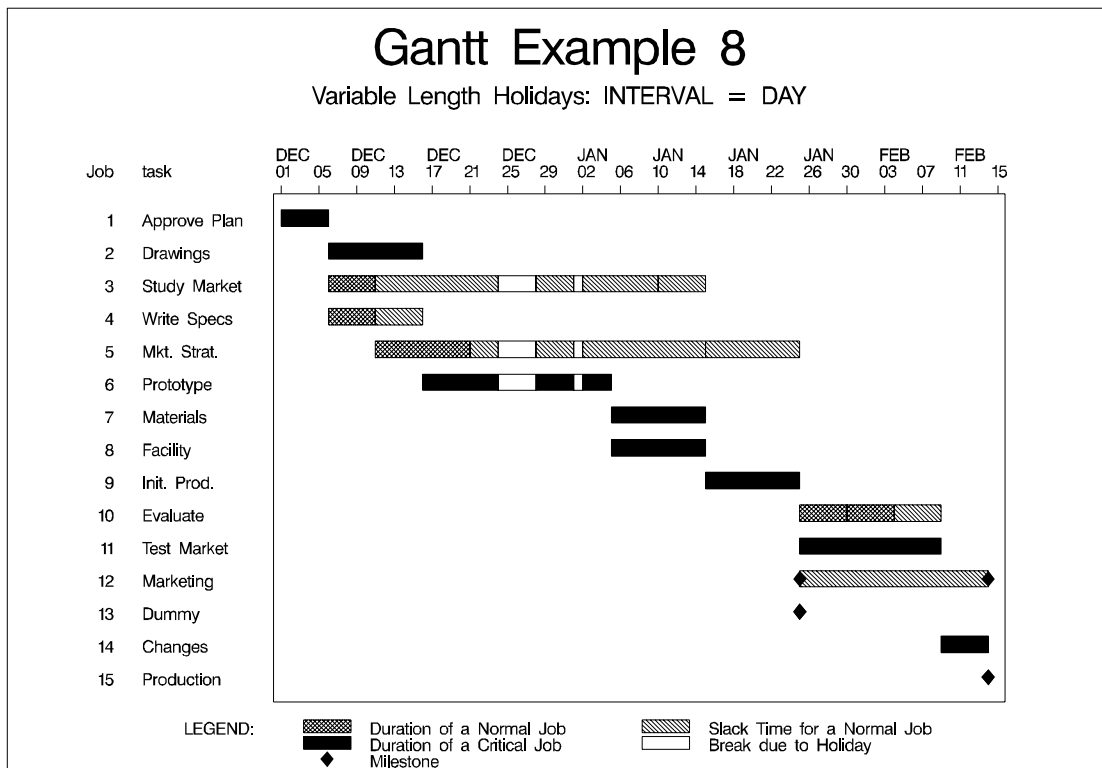 Gantt Example 8
Variable Length Holidays: INTERVAL = DAY
DEC DEC DEC DEC JAN JAN JAN JAN FEB FEB
Job task 01 05 09 13 17 21 25 29 02 06 10 14 18 22 26 30 03 07 11 15
1 Approve Plan
2 Drawings
3 Study Market
4 Write Specs
5 Mkt. Strat.
6 Prototype
7 Materials
8 Facility
9 Init. Prod.
10 Evaluate
11 Test Market
12 Marketing
13 Dummy
14 Changes
15 Production
LEGEND: Duration of a Normal Job Slack Time for a Normal Job
Duration of a Critical Job Break due to Holiday
Milestone